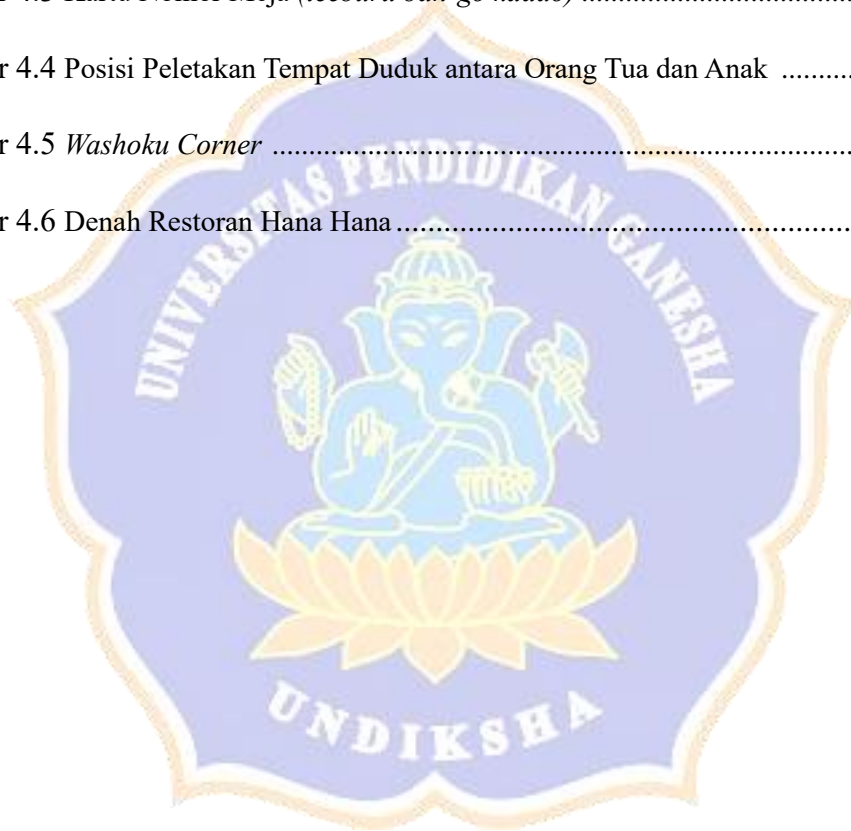 r 4.4 Posisi Peletakan Tempat Duduk antara Orang Tua dan Anak ..........
r 4.5 Washoku Corner ................................................................................
r 4.6 Denah Restoran Hana Hana ..............................................................
UNIVERSITAS PENDIDIKAN GANESHA
UNDIKSHA